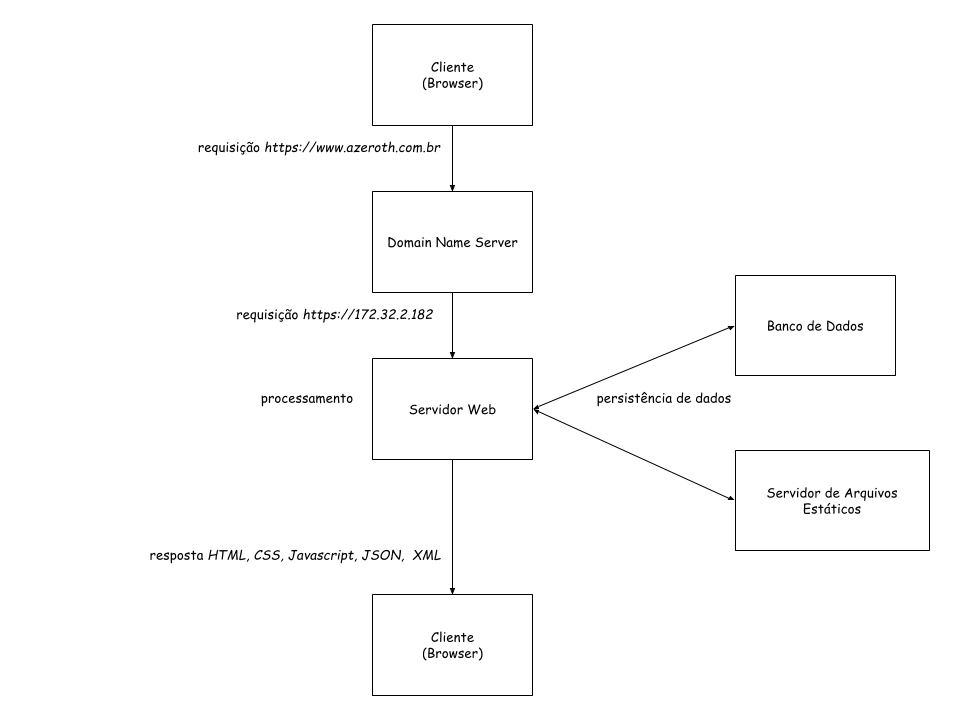 Cliente
(Browser)
requisição https://www.azeroth.com.br
Domain Name Server
requisição https://172.32.2.182
Banco de Dados
processamento
Servidor Web
persistência de dados
Servidor de Arquivos
Estáticos
resposta HTML, CSS, Javascript, JSON, XML
Cliente
(Browser)